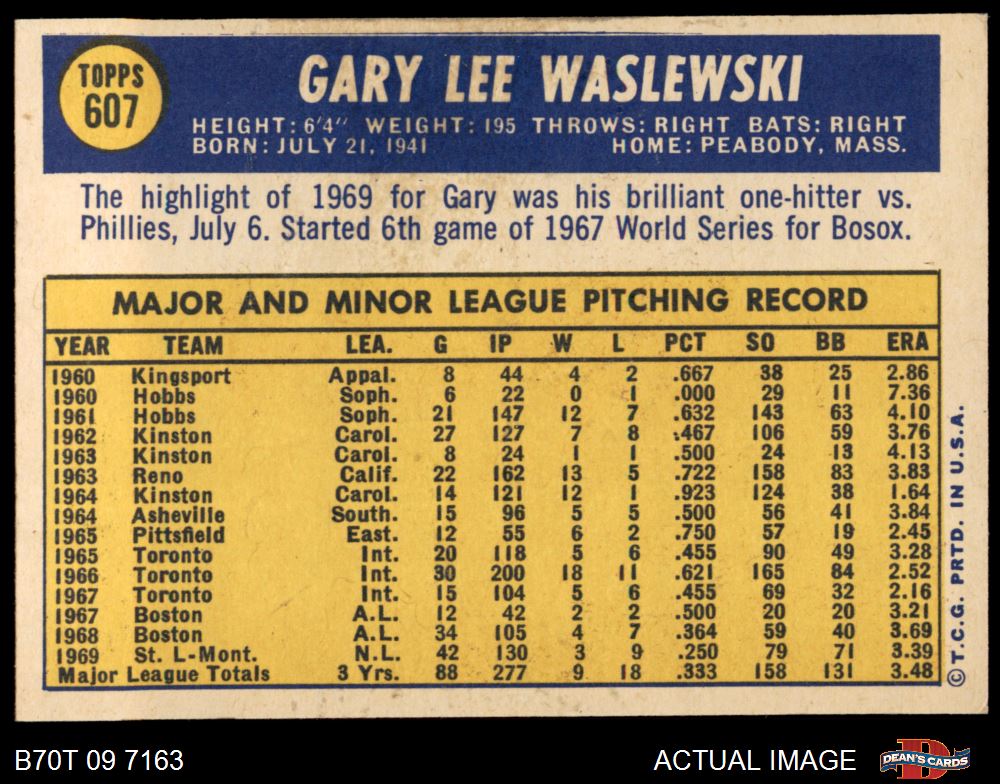 TOPPS
607
GARY LEE WASLEWSKI
HEIGHT: 6'4" WEIGHT: 195 THROWS: RIGHT BATS: RIGHT
BORN: JULY 21, 1941 HOME: PEABODY, MASS.
The highlight of 1969 for Gary was his brilliant one-hitter vs.
Phillies, July 6. Started 6th game of 1967 World Series for Bosox.
MAJOR AND MINOR LEAGUE PITCHING RECORD
YEAR TEAM LEA. G IP W L PCT SO BB ERA
1960 Kingsport Appal. 8 44 4 2 .667 38 25 2.86
1960 Hobbs Soph. 6 22 0 1 .000 29 11 7.36
1961 Hobbs Soph. 21 147 12 7 .632 143 63 4.10
1962 Kinston Carol. 27 127 7 8 .467 106 59 3.76
1963 Kinston Carol. 8 24 1 1 .500 24 13 4.13
1963 Reno Calif. 22 162 13 5 .722 158 83 3.83
1964 Kinston Carol. 14 121 12 1 .923 124 38 1.64
1964 Asheville South. 15 96 5 5 .500 56 41 3.84
1965 Pittsfield East. 12 55 6 2 .750 57 19 2.45
1965 Toronto Int. 20 118 5 6 .455 90 49 3.28
1966 Toronto Int. 30 200 18 11 .621 165 84 2.52
1967 Toronto Int. 15 104 5 6 .455 69 32 2.16
1967 Boston A.L. 12 42 2 2 .500 20 20 3.21
1968 Boston A.L. 34 105 4 7 .364 59 40 3.69
1969 St. L-Mont. N.L. 42 130 3 9 .250 79 71 3.39
Major League Totals 3 Yrs. 88 277 9 18 .333 158 131 3.48
©T.C.G. PRTD. IN U.S.A.
B70T 09 7163 ACTUAL IMAGE
DEAN'S CARDS